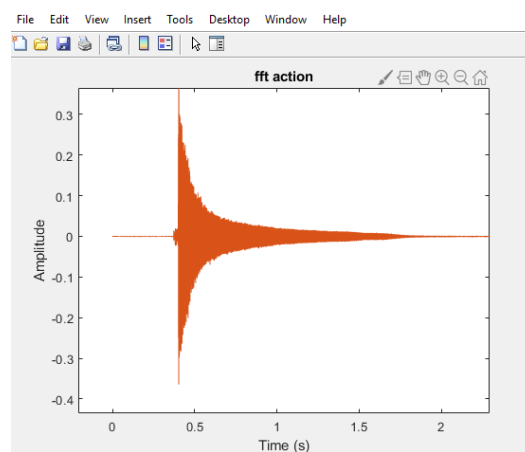 File Edit View Insert Tools Desktop Window Help
fft action
0.3
0.2
0.1
0
-0.1
-0.2
-0.3
-0.4
Amplitude
0 0.5 1 1.5 2
Time (s)